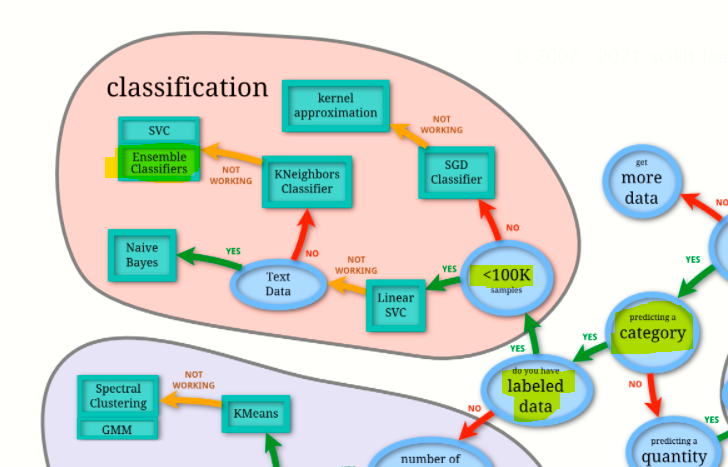 classification
kernel
approximation
SVC
Ensemble
Classifiers
NOT
WORKING
KNeighbors
Classifier
NOT
WORKING
SGD
Classifier
NO
Naive
Bayes
YES
Text
Data
NO
NOT
WORKING
Linear
SVC
YES
<100K
samples
YES
do you have
labeled
data
NO
YES
predicting a
category
NO
YES
get
more
data
NO
predicting a
quantity
YES
Spectral
Clustering
GMM
NOT
WORKING
KMeans
number of